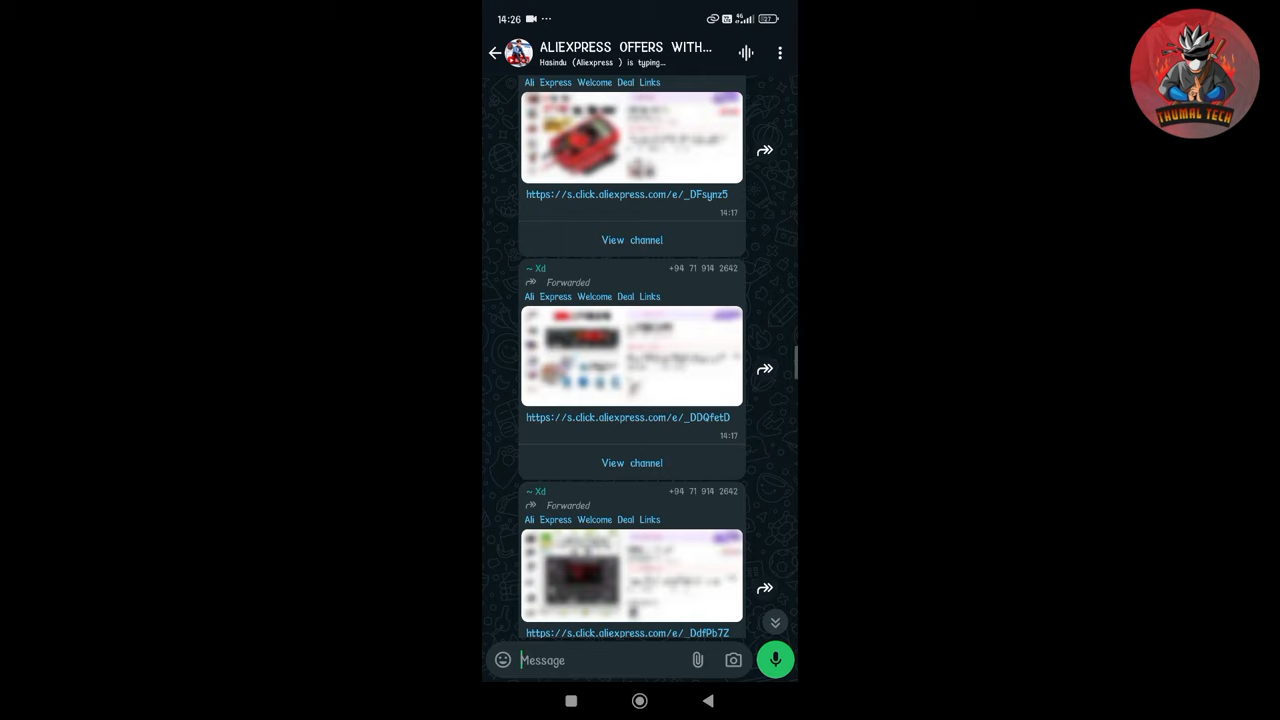 14:26
4G
27
ALIEXPRESS OFFERS WITH...
Hasindu (Aliexpress ) is typing...
Ali Express Welcome Deal Links
https://s.click.aliexpress.com/e/_DFsynz5
14:17
View channel
~ Xd +94 71 914 2642
Forwarded
Ali Express Welcome Deal Links
https://s.click.aliexpress.com/e/_DDQfetD
14:17
View channel
~ Xd +94 71 914 2642
Forwarded
Ali Express Welcome Deal Links
https://s.click.aliexpress.com/e/_DdfPb7Z
Message
THUMAL TECH